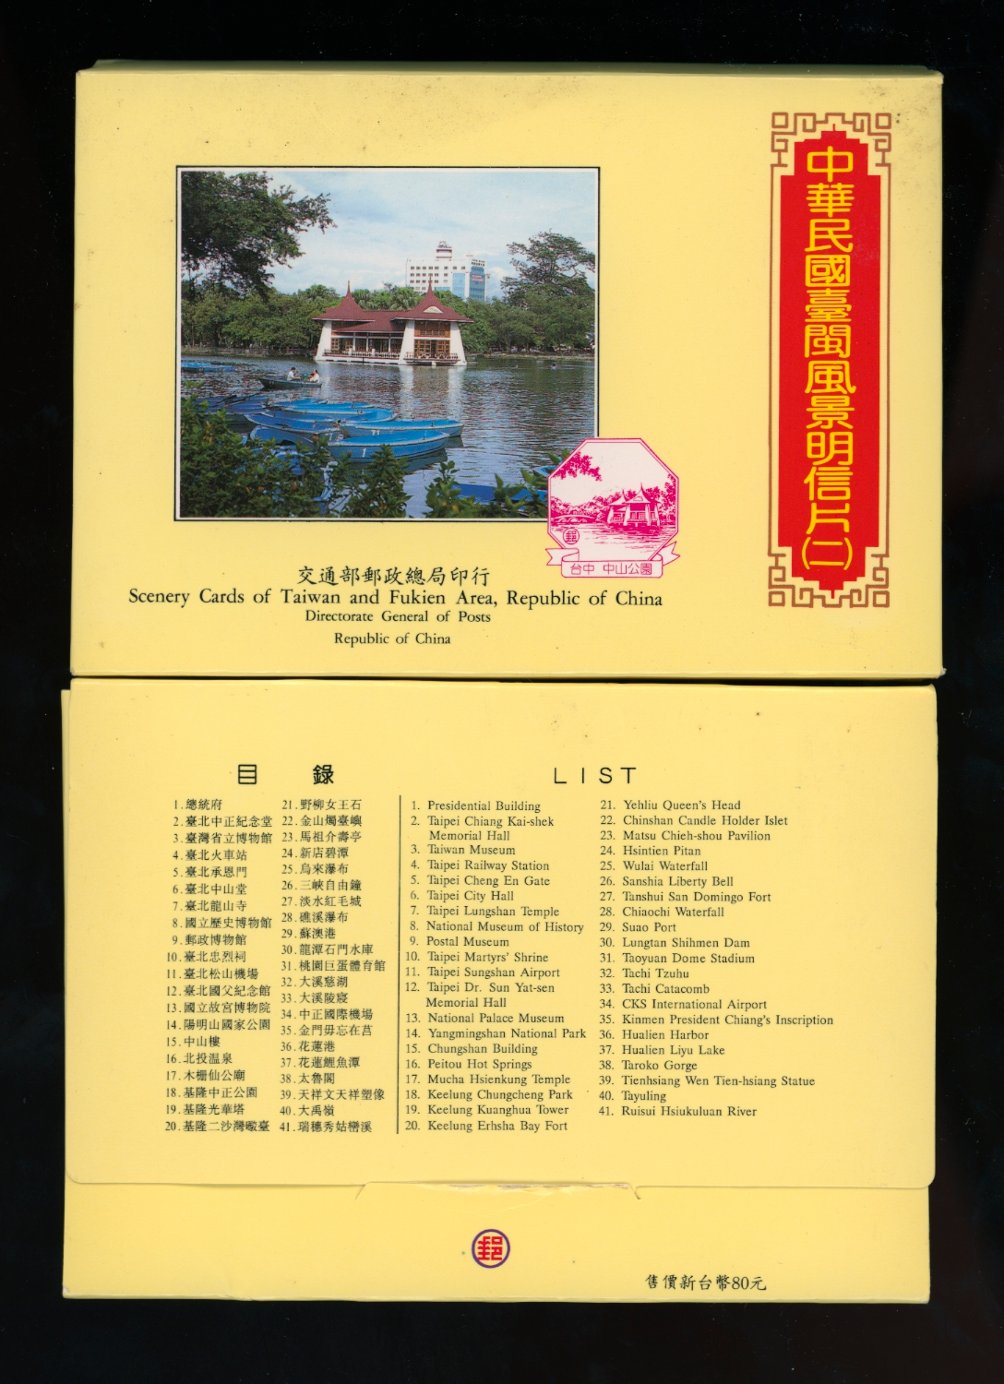 中華民國臺閩風景明信片(二)
1
71
郵
台中 中山公園
交通部郵政總局印行
Scenery Cards of Taiwan and Fukien Area, Republic of China
Directorate General of Posts
Republic of China
目 錄
1.總統府
2.臺北中正紀念堂
3.臺灣省立博物館
4.臺北火車站
5.臺北承恩門
6.臺北中山堂
7.臺北龍山寺
8.國立歷史博物館
9.郵政博物館
10.臺北忠烈祠
11.臺北松山機場
12.臺北國父紀念館
13.國立故宮博物院
14.陽明山國家公園
15.中山樓
16.北投溫泉
17.木柵仙公廟
18.基隆中正公園
19.基隆光華塔
20.基隆二沙灣礮臺
21.野柳女王石
22.金山燭臺嶼
23.馬祖介壽亭
24.新店碧潭
25.烏來瀑布
26.三峽自由鐘
27.淡水紅毛城
28.礁溪瀑布
29.蘇澳港
30.龍潭石門水庫
31.桃園巨蛋體育館
32.大溪慈湖
33.大溪陵寢
34.中正國際機場
35.金門毋忘在莒
36.花蓮港
37.花蓮鯉魚潭
38.太魯閣
39.天祥文天祥塑像
40.大禹嶺
41.瑞穗秀姑巒溪
LIST
1. Presidential Building
2. Taipei Chiang Kai-shek
Memorial Hall
3. Taiwan Museum
4. Taipei Railway Station
5. Taipei Cheng En Gate
6. Taipei City Hall
7. Taipei Lungshan Temple
8. National Museum of History
9. Postal Museum
10. Taipei Martyrs' Shrine
11. Taipei Sungshan Airport
12. Taipei Dr. Sun Yat-sen
Memorial Hall
13. National Palace Museum
14. Yangmingshan National Park
15. Chungshan Building
16. Peitou Hot Springs
17. Mucha Hsienkung Temple
18. Keelung Chungcheng Park
19. Keelung Kuanghua Tower
20. Keelung Erhsha Bay Fort
21. Yehliu Queen's Head
22. Chinshan Candle Holder Islet
23. Matsu Chieh-shou Pavilion
24. Hsintien Pitan
25. Wulai Waterfall
26. Sanshia Liberty Bell
27. Tanshui San Domingo Fort
28. Chiaochi Waterfall
29. Suao Port
30. Lungtan Shihmen Dam
31. Taoyuan Dome Stadium
32. Tachi Tzuhu
33. Tachi Catacomb
34. CKS International Airport
35. Kinmen President Chiang's Inscription
36. Hualien Harbor
37. Hualien Liyu Lake
38. Taroko Gorge
39. Tienhsiang Wen Tien-hsiang Statue
40. Tayuling
41. Ruisui Hsiukuluan River
郵
售價新台幣80元